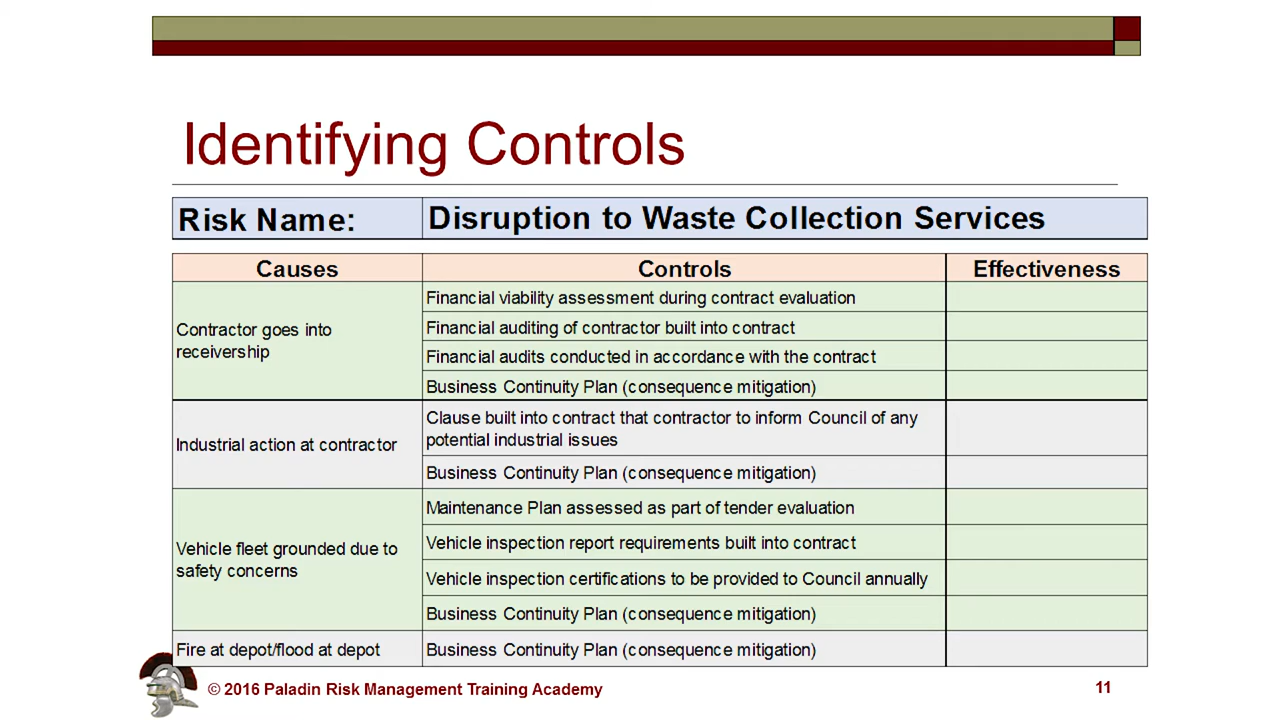 Identifying Controls
Risk Name:
Disruption to Waste Collection Services
Causes
Controls
Effectiveness
Contractor goes into
receivership
Financial viability assessment during contract evaluation
Financial auditing of contractor built into contract
Financial audits conducted in accordance with the contract
Business Continuity Plan (consequence mitigation)
Industrial action at contractor
Clause built into contract that contractor to inform Council of any
potential industrial issues
Business Continuity Plan (consequence mitigation)
Vehicle fleet grounded due to
safety concerns
Maintenance Plan assessed as part of tender evaluation
Vehicle inspection report requirements built into contract
Vehicle inspection certifications to be provided to Council annually
Business Continuity Plan (consequence mitigation)
Fire at depot/flood at depot
Business Continuity Plan (consequence mitigation)
© 2016 Paladin Risk Management Training Academy
11